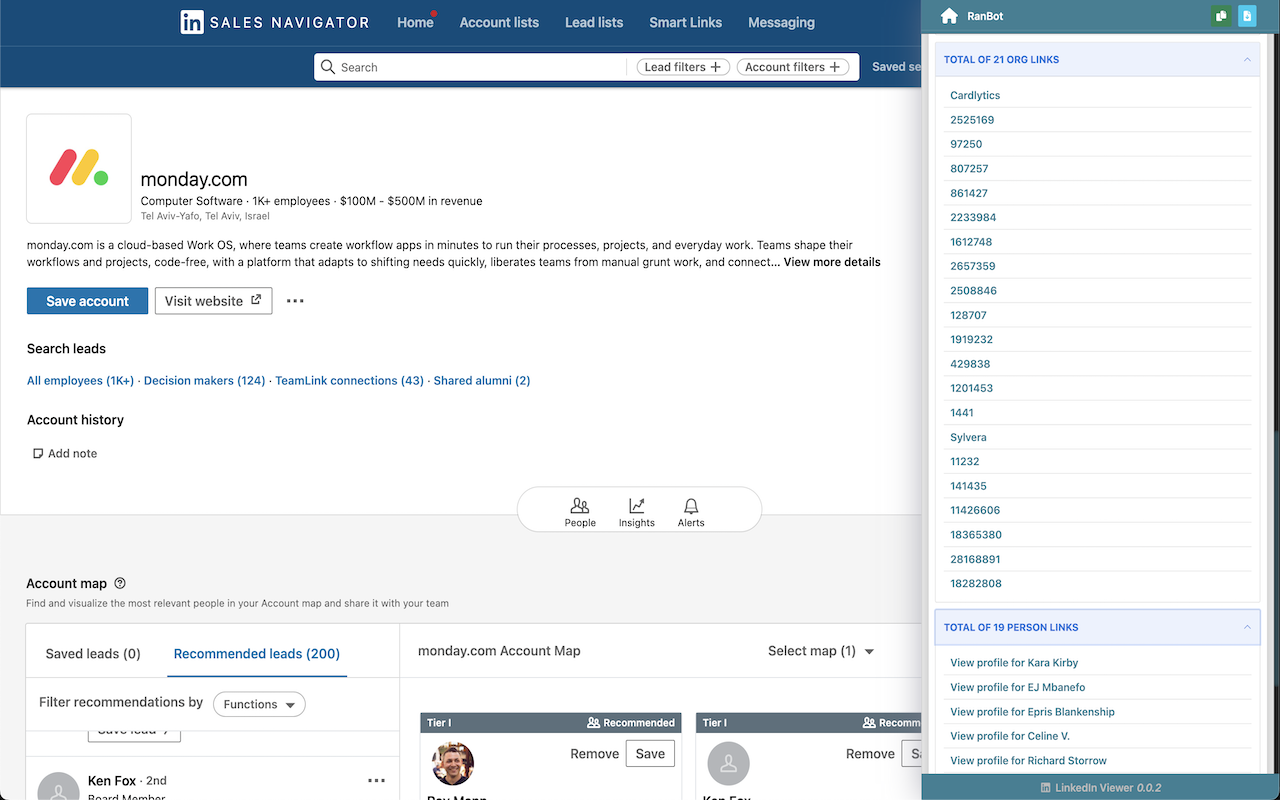 in SALES NAVIGATOR
Home
Account lists
Lead lists
Smart Links
Messaging
Search
Lead filters +
Account filters +
Saved se
monday.com
Computer Software · 1K+ employees · $100M - $500M in revenue
Tel Aviv-Yafo, Tel Aviv, Israel
monday.com is a cloud-based Work OS, where teams create workflow apps in minutes to run their processes, projects, and everyday work. Teams shape their
workflows and projects, code-free, with a platform that adapts to shifting needs quickly, liberates teams from manual grunt work, and connect... View more details
Save account
Visit website
Search leads
All employees (1K+) · Decision makers (124) · TeamLink connections (43) · Shared alumni (2)
Account history
Add note
People
Insights
Alerts
Account map
Find and visualize the most relevant people in your Account map and share it with your team
Saved leads (0)
Recommended leads (200)
Filter recommendations by
Functions
Save lead
Ken Fox · 2nd
Board Member
monday.com Account Map
Select map (1)
Tier I
Recommended
Remove
Save
Roy Mann
Tier I
Recomm
Remove
Sa
Ken Fox
RanBot
TOTAL OF 21 ORG LINKS
Cardlytics
2525169
97250
807257
861427
2233984
1612748
2657359
2508846
128707
1919232
429838
1201453
1441
Sylvera
11232
141435
11426606
18365380
28168891
18282808
TOTAL OF 19 PERSON LINKS
View profile for Kara Kirby
View profile for EJ Mbanefo
View profile for Epris Blankenship
View profile for Celine V.
View profile for Richard Storrow
LinkedIn Viewer 0.0.2